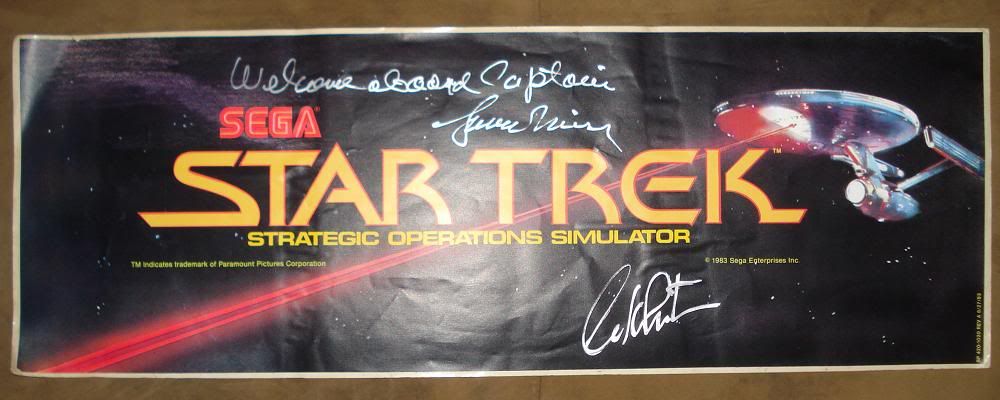 Welcome aboard Captain
SEGA®
STAR TREK™
STRATEGIC OPERATIONS SIMULATOR
TM Indicates trademark of Paramount Pictures Corporation
© 1983 Sega Enterprises Inc.